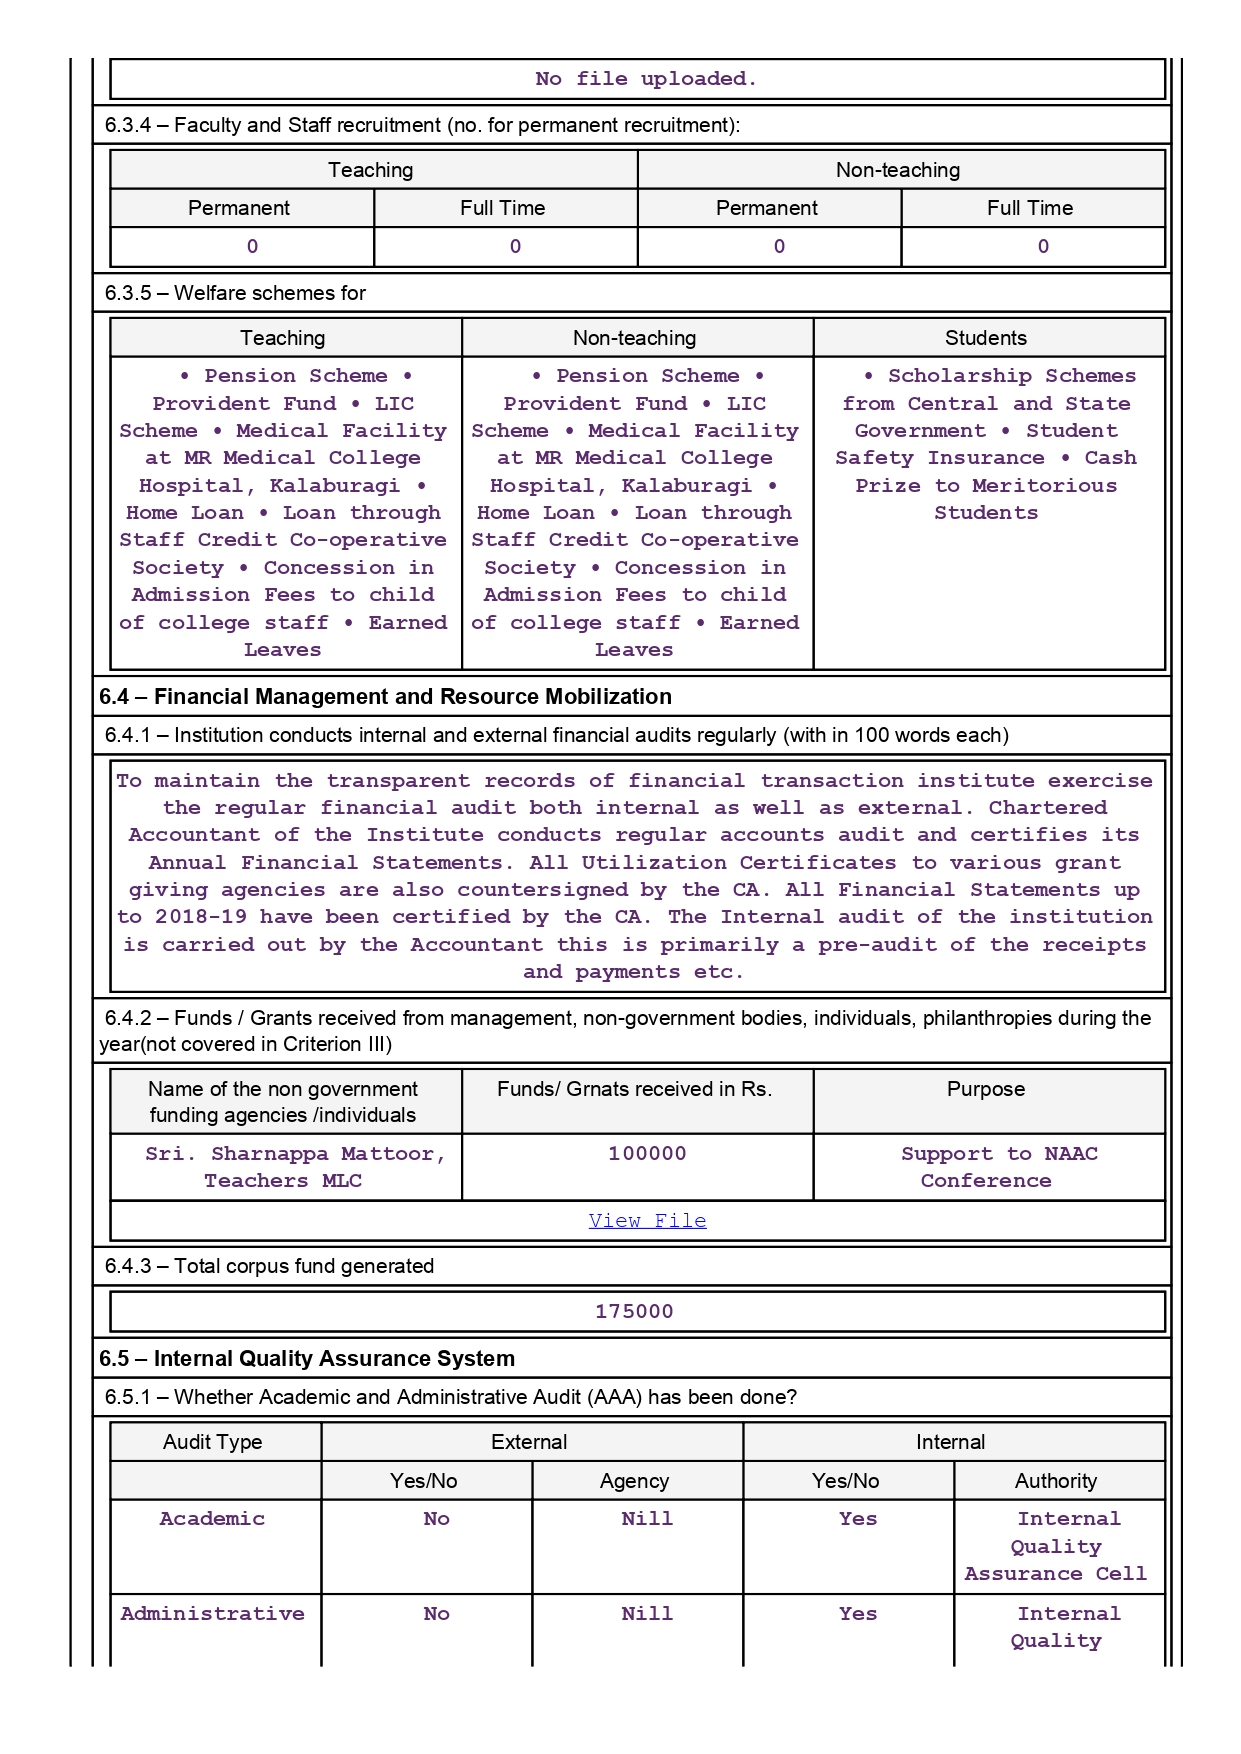 No file uploaded.
6.3.4 – Faculty and Staff recruitment (no. for permanent recruitment):
Teaching Non-teaching
Permanent Full Time Permanent Full Time
0 0 0 0
6.3.5 – Welfare schemes for
Teaching Non-teaching Students
• Pension Scheme •
Provident Fund • LIC
Scheme • Medical Facility
at MR Medical College
Hospital, Kalaburagi •
Home Loan • Loan through
Staff Credit Co-operative
Society • Concession in
Admission Fees to child
of college staff • Earned
Leaves
• Pension Scheme •
Provident Fund • LIC
Scheme • Medical Facility
at MR Medical College
Hospital, Kalaburagi •
Home Loan • Loan through
Staff Credit Co-operative
Society • Concession in
Admission Fees to child
of college staff • Earned
Leaves
• Scholarship Schemes
from Central and State
Government • Student
Safety Insurance • Cash
Prize to Meritorious
Students
6.4 – Financial Management and Resource Mobilization
6.4.1 – Institution conducts internal and external financial audits regularly (with in 100 words each)
To maintain the transparent records of financial transaction institute exercise
the regular financial audit both internal as well as external. Chartered
Accountant of the Institute conducts regular accounts audit and certifies its
Annual Financial Statements. All Utilization Certificates to various grant
giving agencies are also countersigned by the CA. All Financial Statements up
to 2018-19 have been certified by the CA. The Internal audit of the institution
is carried out by the Accountant this is primarily a pre-audit of the receipts
and payments etc.
6.4.2 – Funds / Grants received from management, non-government bodies, individuals, philanthropies during the
year(not covered in Criterion III)
Name of the non government
funding agencies /individuals
Funds/ Grnats received in Rs.
Purpose
Sri. Sharnappa Mattoor,
Teachers MLC
100000
Support to NAAC
Conference
View File
6.4.3 – Total corpus fund generated
175000
6.5 – Internal Quality Assurance System
6.5.1 – Whether Academic and Administrative Audit (AAA) has been done?
Audit Type External Internal
Yes/No Agency Yes/No Authority
Academic No Nill Yes Internal
Quality
Assurance Cell
Administrative No Nill Yes Internal
Quality